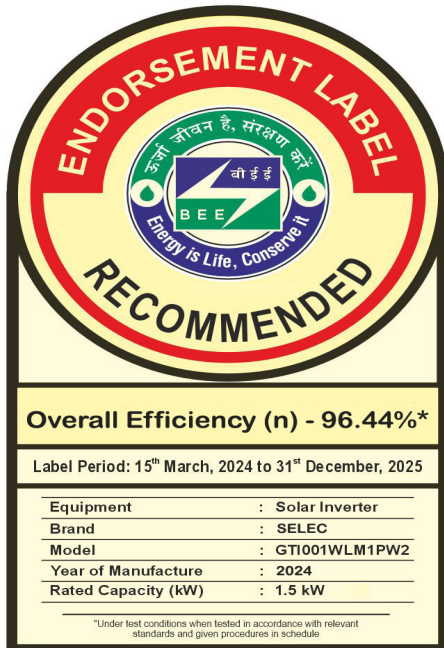 ENDORSEMENT LABEL
ऊर्जा जीवन है, संरक्षण करें
बी ई ई
BEE
Energy is Life, Conserve it
RECOMMENDED
Overall Efficiency (n) - 96.44%*
Label Period: 15th March, 2024 to 31st December, 2025
Equipment : Solar Inverter
Brand : SELEC
Model : GTI001WLM1PW2
Year of Manufacture : 2024
Rated Capacity (kW) : 1.5 kW
"Under test conditions when tested in accordance with relevant
standards and given procedures in schedule